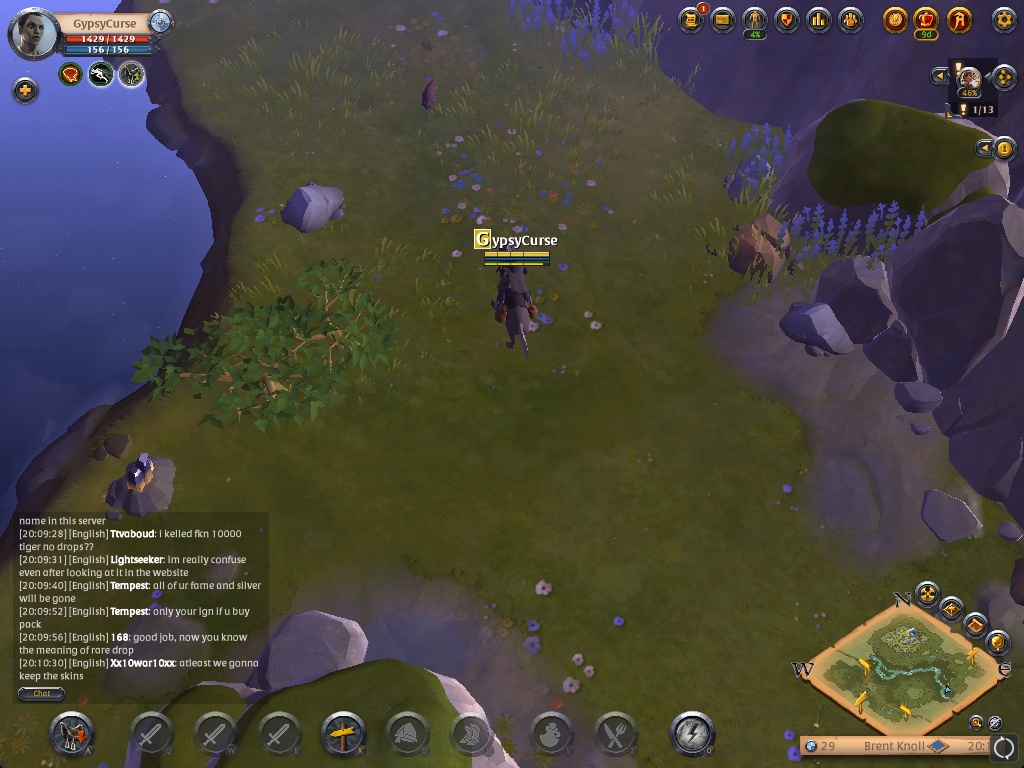 GypsyCurse
1429 / 1429
156 / 156
1
4%
9d
46%
1/13
1
GypsyCurse
name in this server
[20:09:28] [English] Ttvaboud: i kelled fkn 10000
tiger no drops??
[20:09:31] [English] Lightseeker: im really confuse
even after looking at it in the website
[20:09:40] [English] Tempest: all of ur fame and silver
will be gone
[20:09:52] [English] Tempest: only your ign if u buy
pack
[20:09:56] [English] 168: good job, now you know
the meaning of rare drop
[20:10:30] [English] Xx10war10xx: atleast we gonna
keep the skins
Chat
A
Q
W
E
R
2
N
W
E
29
Brent Knoll